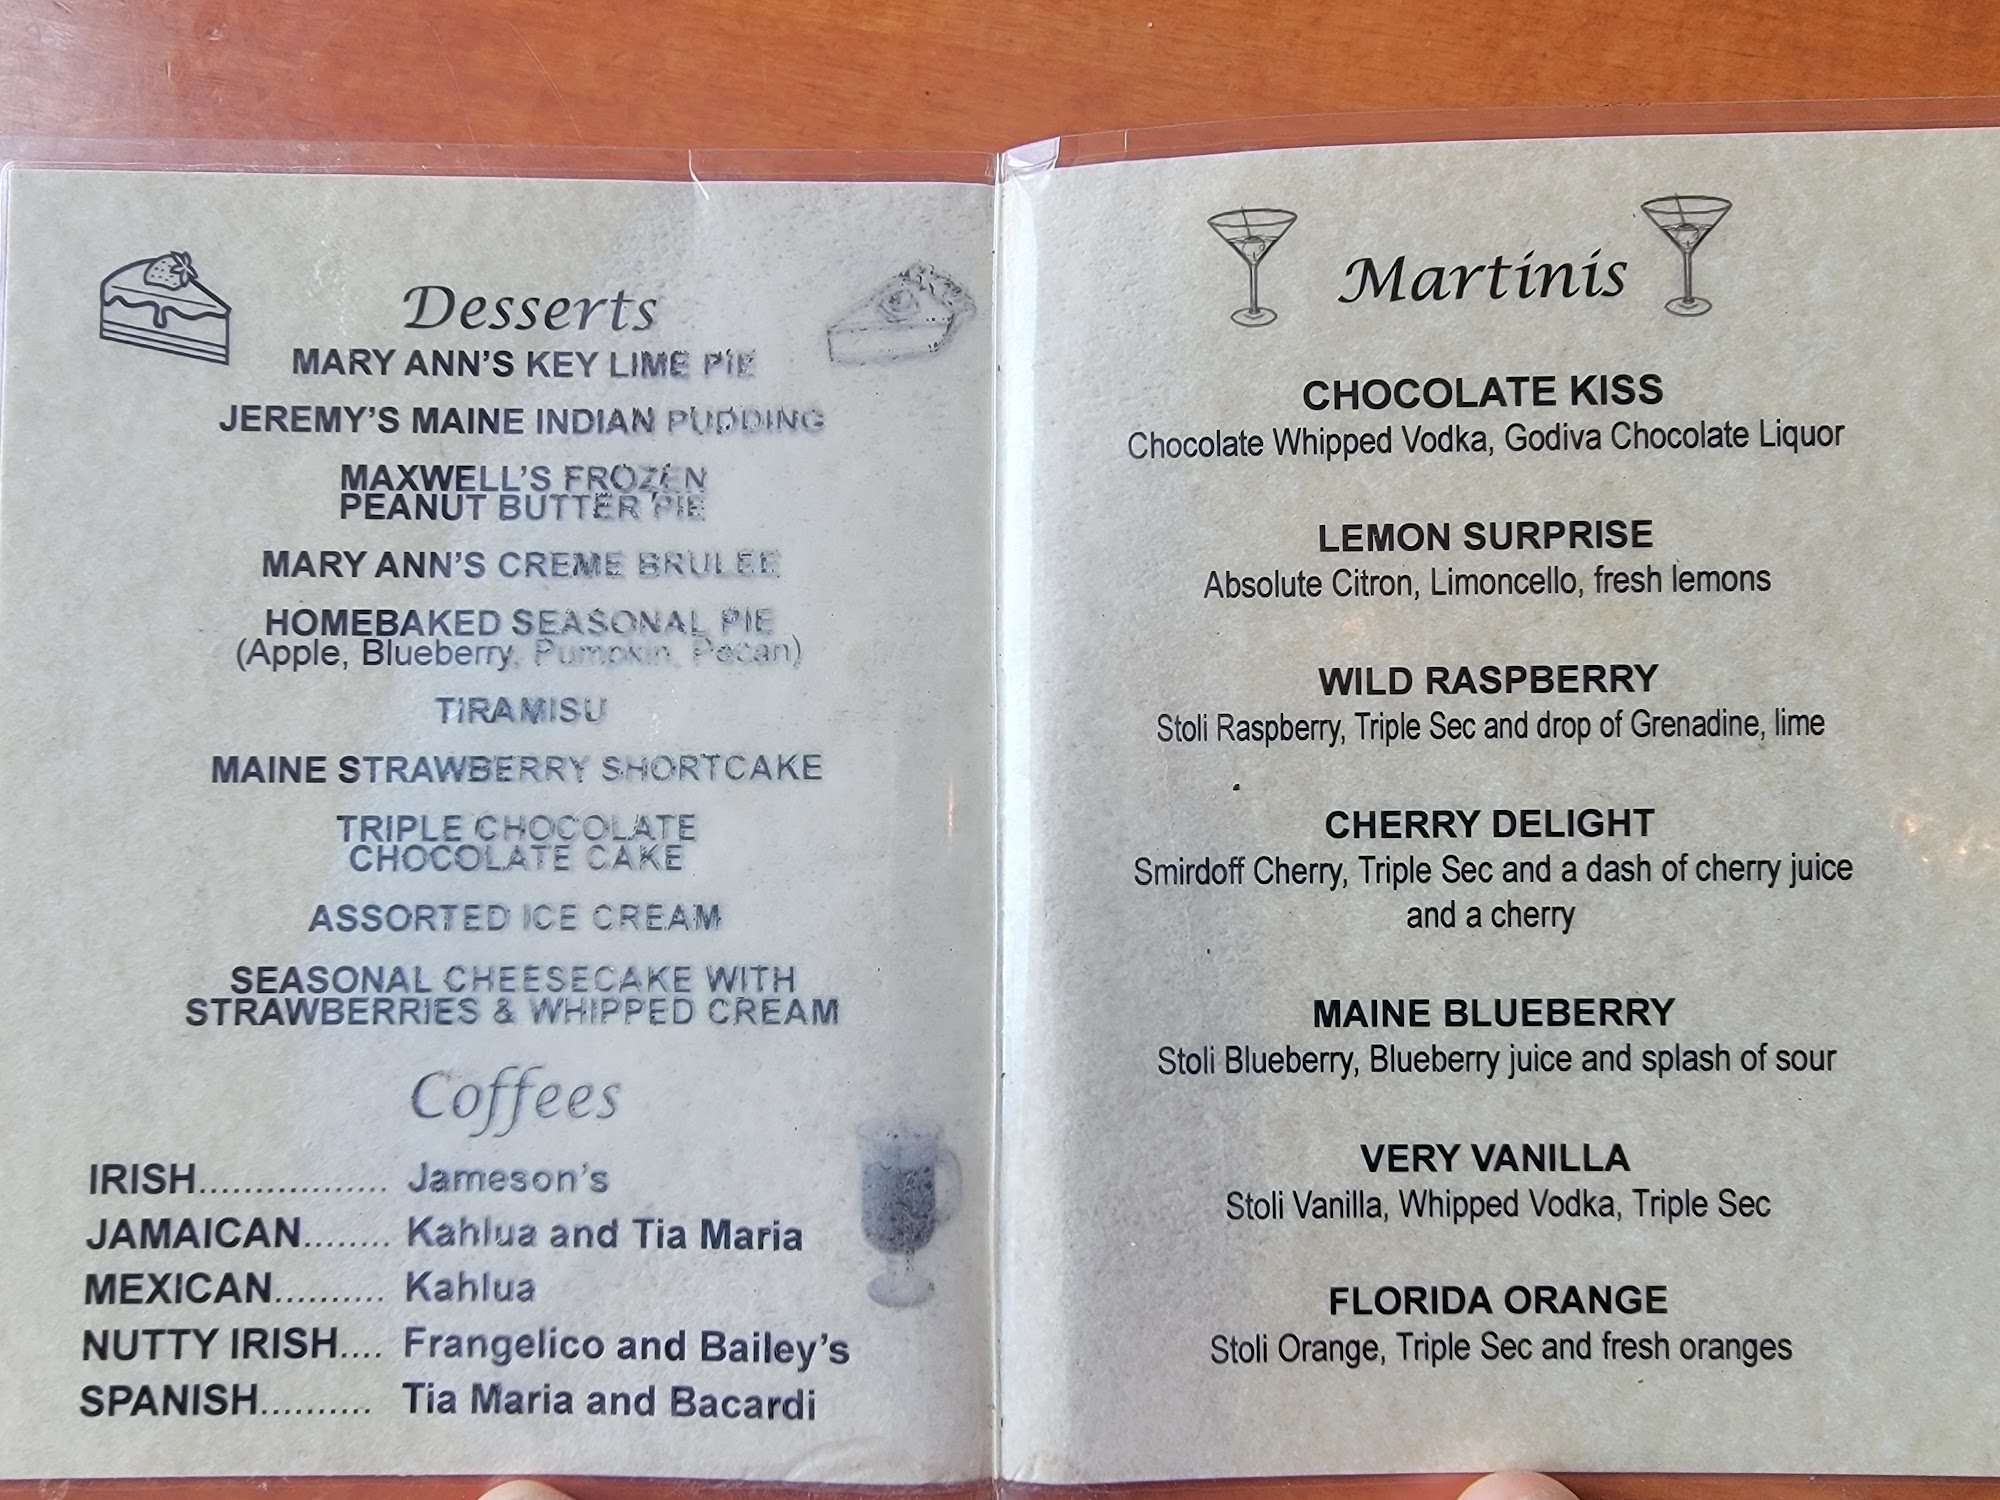 Desserts
MARY ANN'S KEY LIME PIE
JEREMY'S MAINE INDIAN PUDDING
MAXWELL'S FROZEN
PEANUT BUTTER PIE
MARY ANN'S CREME BRULEE
HOMEBAKED SEASONAL PIE
(Apple, Blueberry, Pumpkin, Pecan)
TIRAMISU
MAINE STRAWBERRY SHORTCAKE
TRIPLE CHOCOLATE
CHOCOLATE CAKE
ASSORTED ICE CREAM
SEASONAL CHEESECAKE WITH
STRAWBERRIES & WHIPPED CREAM
Coffees
IRISH................. Jameson's
JAMAICAN........ Kahlua and Tia Maria
MEXICAN.......... Kahlua
NUTTY IRISH.... Frangelico and Bailey's
SPANISH.......... Tia Maria and Bacardi
Martinis
CHOCOLATE KISS
Chocolate Whipped Vodka, Godiva Chocolate Liquor
LEMON SURPRISE
Absolute Citron, Limoncello, fresh lemons
WILD RASPBERRY
Stoli Raspberry, Triple Sec and drop of Grenadine, lime
CHERRY DELIGHT
Smirdoff Cherry, Triple Sec and a dash of cherry juice
and a cherry
MAINE BLUEBERRY
Stoli Blueberry, Blueberry juice and splash of sour
VERY VANILLA
Stoli Vanilla, Whipped Vodka, Triple Sec
FLORIDA ORANGE
Stoli Orange, Triple Sec and fresh oranges